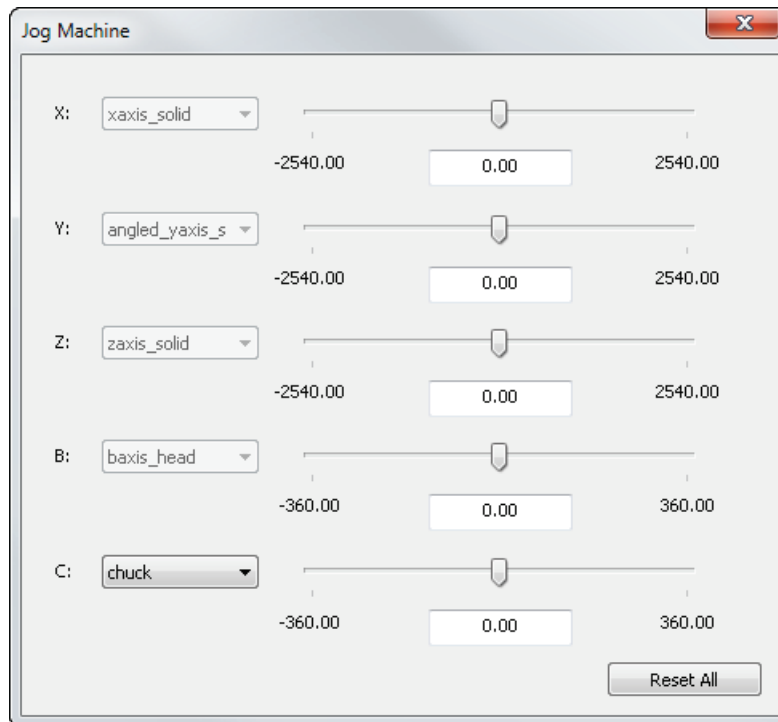 Jog Machine
X: xaxis_solid
-2540.00 0.00 2540.00
Y: angled_yaxis_s
-2540.00 0.00 2540.00
Z: zaxis_solid
-2540.00 0.00 2540.00
B: baxis_head
-360.00 0.00 360.00
C: chuck
-360.00 0.00 360.00
Reset All